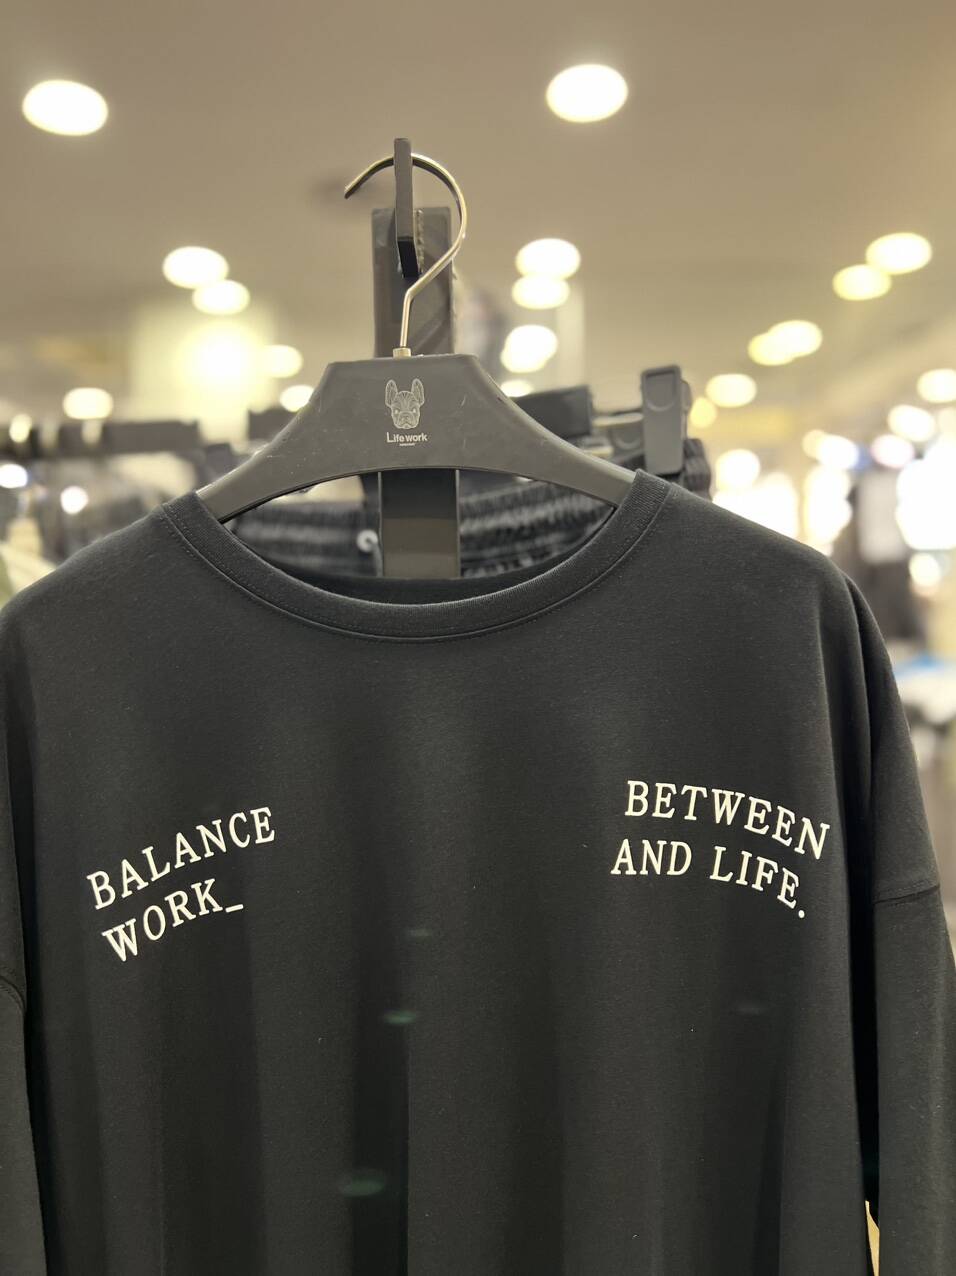 Life work
BALANCE
WORK_
BETWEEN
AND LIFE.